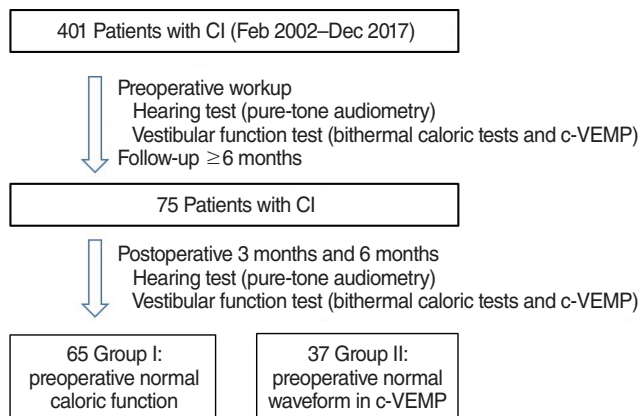 401 Patients with CI (Feb 2002–Dec 2017)
Preoperative workup
Hearing test (pure-tone audiometry)
Vestibular function test (bithermal caloric tests and c-VEMP)
Follow-up ≥6 months
75 Patients with CI
Postoperative 3 months and 6 months
Hearing test (pure-tone audiometry)
Vestibular function test (bithermal caloric tests and c-VEMP)
65 Group I:
preoperative normal
caloric function
37 Group II:
preoperative normal
waveform in c-VEMP